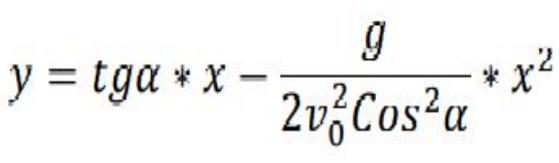 y = tgα * x − g / 2v₀²Cos²α * x²